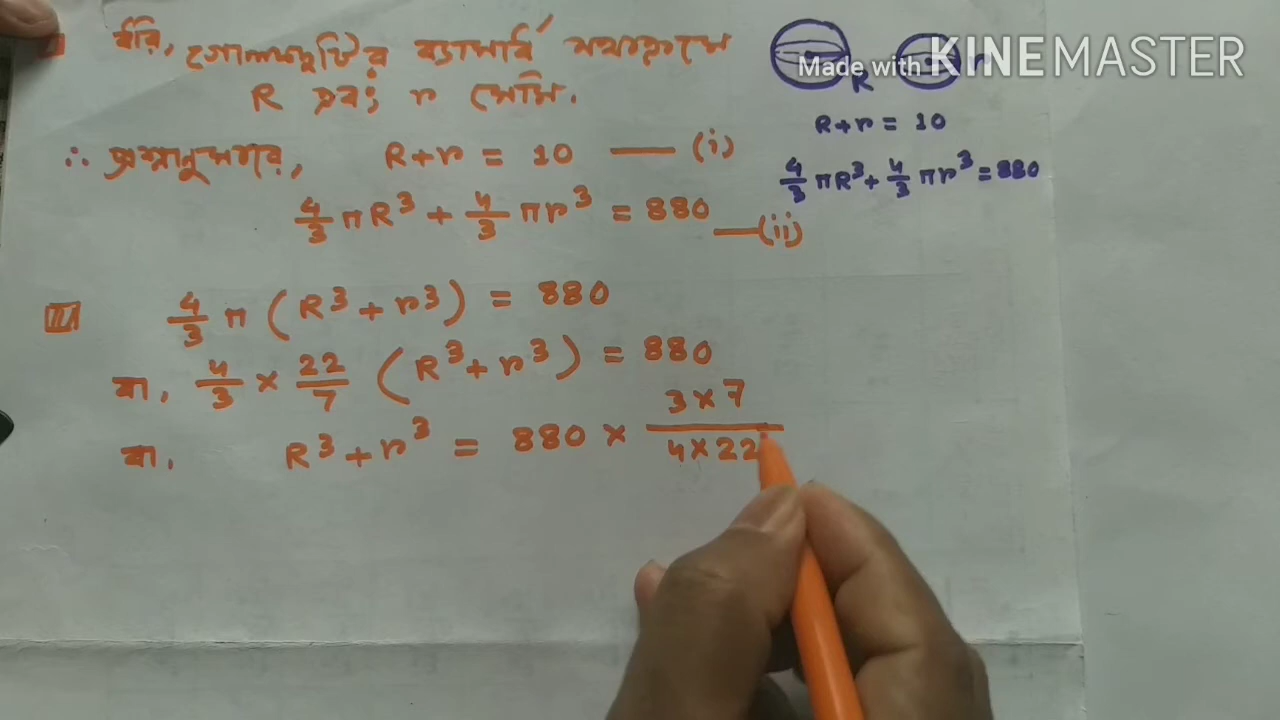 ধরি, গোলকদুটির ব্যাসার্ধ যথাক্রমে
R এবং r সেমি.
∴ প্রশ্নানুসারে, R+r = 10 —— (i)
4/3 πR³ + 4/3 πr³ = 880 ——(ii)
4/3 π (R³+r³) = 880
বা, 4/3 × 22/7 (R³+r³) = 880
বা, R³+r³ = 880 × 3×7/4×22
Made with KINEMASTER
R r
R+r = 10
4/3 πR³+ 4/3 πr³ = 880